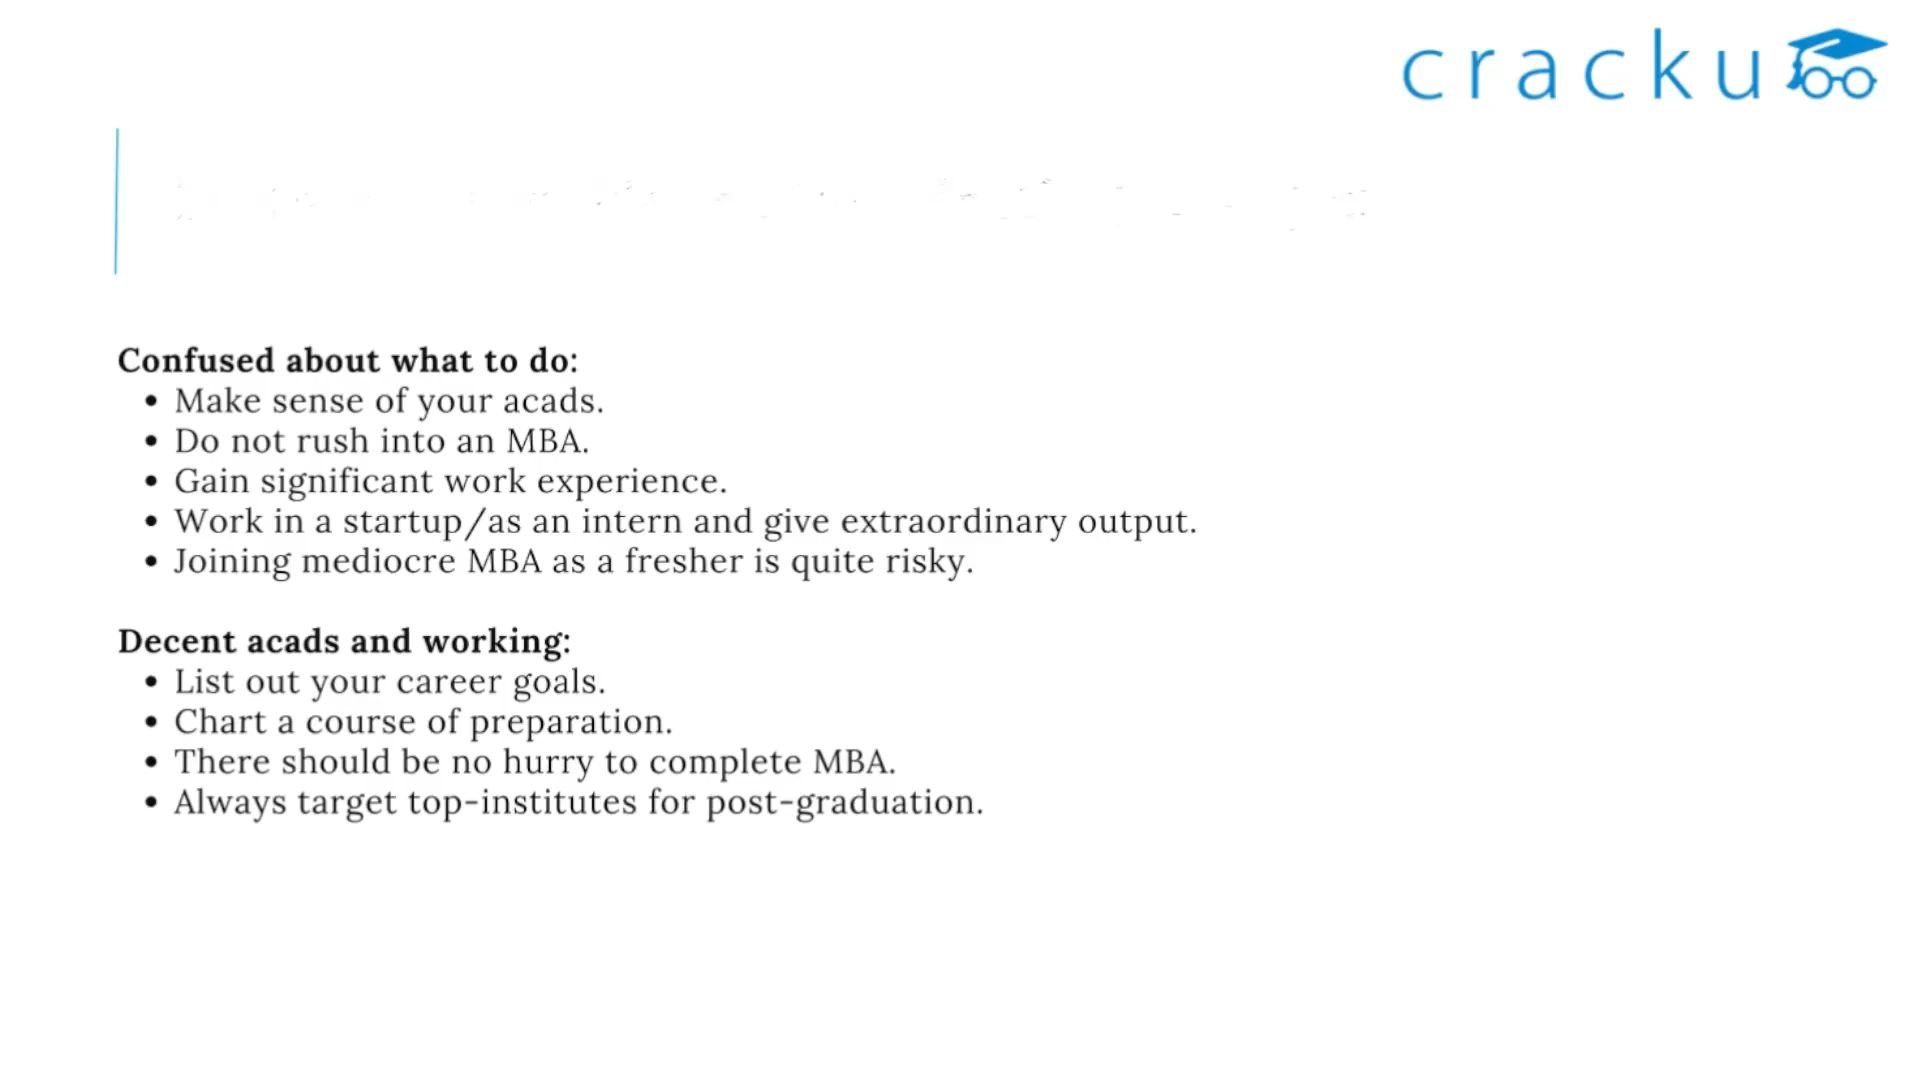 cracku
Confused about what to do:
• Make sense of your acads.
• Do not rush into an MBA.
• Gain significant work experience.
• Work in a startup/as an intern and give extraordinary output.
• Joining mediocre MBA as a fresher is quite risky.
Decent acads and working:
• List out your career goals.
• Chart a course of preparation.
• There should be no hurry to complete MBA.
• Always target top-institutes for post-graduation.